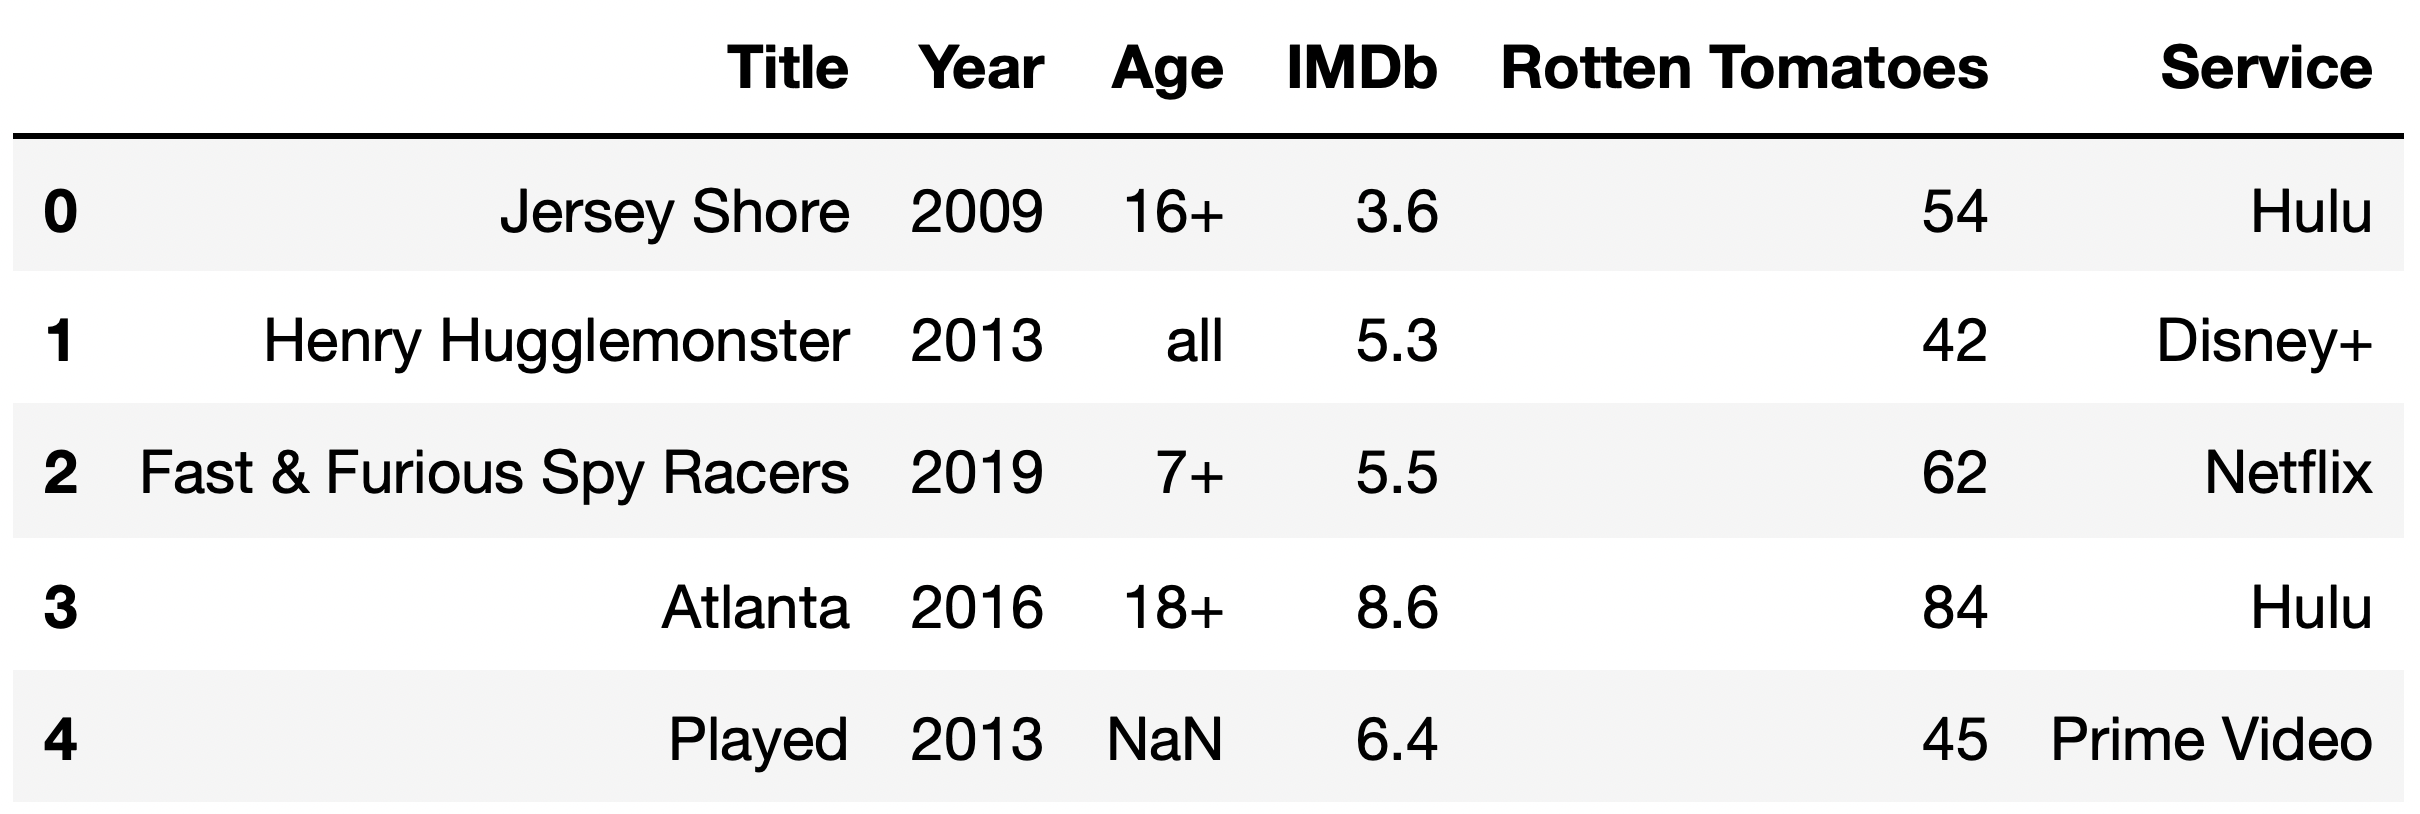 Title Year Age IMDb Rotten Tomatoes Service
0 Jersey Shore 2009 16+ 3.6 54 Hulu
1 Henry Hugglemonster 2013 all 5.3 42 Disney+
2 Fast & Furious Spy Racers 2019 7+ 5.5 62 Netflix
3 Atlanta 2016 18+ 8.6 84 Hulu
4 Played 2013 NaN 6.4 45 Prime Video